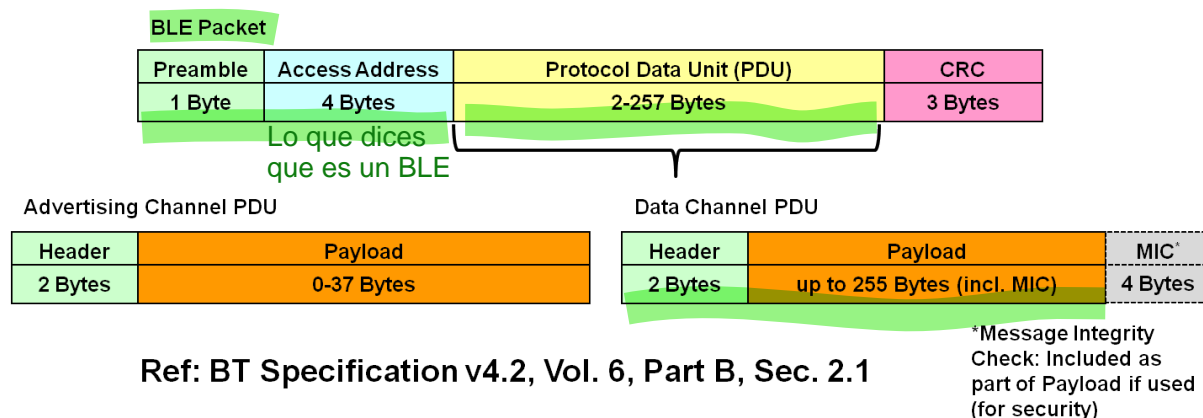 BLE Packet
Preamble Access Address Protocol Data Unit (PDU) CRC
1 Byte 4 Bytes 2-257 Bytes 3 Bytes
Lo que dices
que es un BLE
Advertising Channel PDU
Data Channel PDU
Header Payload
2 Bytes 0-37 Bytes
Header Payload MIC*
2 Bytes up to 255 Bytes (incl. MIC) 4 Bytes
*Message Integrity
Check: Included as
part of Payload if used
(for security)
Ref: BT Specification v4.2, Vol. 6, Part B, Sec. 2.1